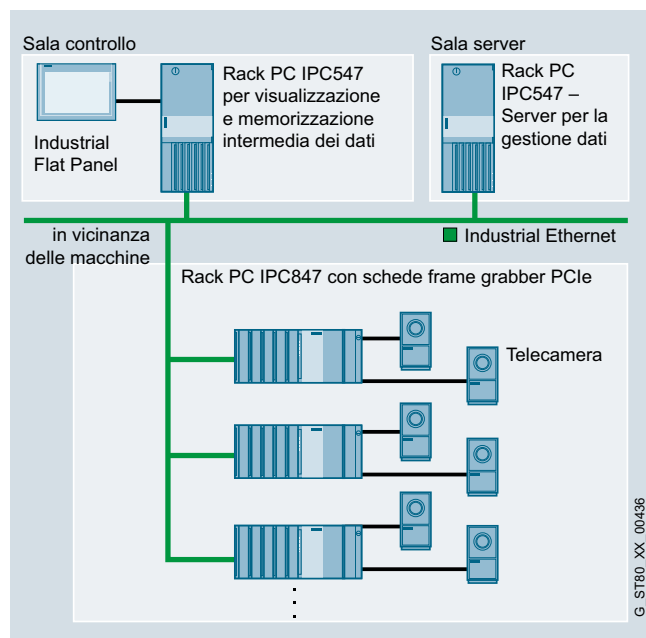 Sala controllo
Rack PC IPC547
per visualizzazione
e memorizzazione
intermedia dei dati
Industrial
Flat Panel
Sala server
Rack PC
IPC547 –
Server per la
gestione dati
Industrial Ethernet
in vicinanza
delle macchine
Rack PC IPC847 con schede frame grabber PCIe
Telecamera
G_ST80_XX_00436